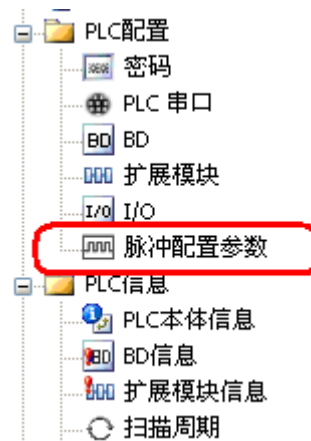 PLC配置
密码
PLC 串口
BD BD
扩展模块
I/O I/O
脉冲配置参数
PLC信息
PLC本体信息
BD BD信息
扩展模块信息
扫描周期